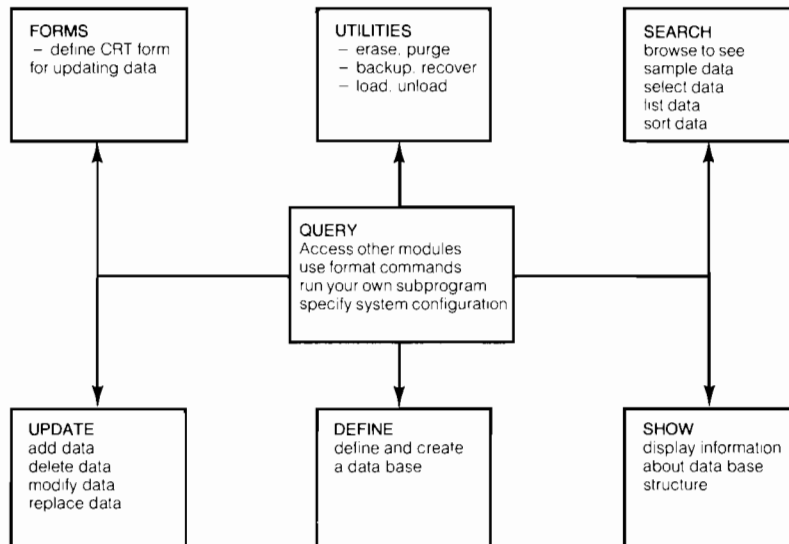 FORMS
– define CRT form
for updating data
UTILITIES
– erase, purge
– backup, recover
– load, unload
SEARCH
browse to see
sample data
select data
list data
sort data
QUERY
Access other modules
use format commands
run your own subprogram
specify system configuration
UPDATE
add data
delete data
modify data
replace data
DEFINE
define and create
a data base
SHOW
display information
about data base
structure